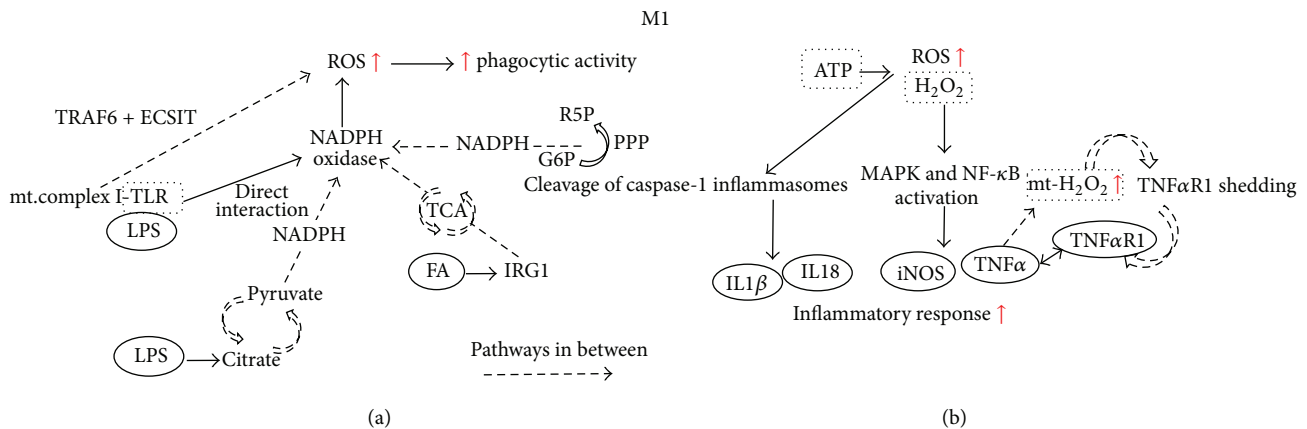 M1
ROS ↑
↑ phagocytic activity
TRAF6 + ECSIT
NADPH
oxidase
NADPH
R5P
G6P
PPP
mt.complex I-TLR
LPS
Direct
interaction
NADPH
TCA
FA
IRG1
Pyruvate
LPS
Citrate
Pathways in between
(a)
ATP
ROS ↑
H₂O₂
Cleavage of caspase-1 inflammasomes
MAPK and NF-κB
activation
mt-H₂O₂ ↑
TNFαR1 shedding
IL1β
IL18
iNOS
TNFα
TNFαR1
Inflammatory response ↑
(b)